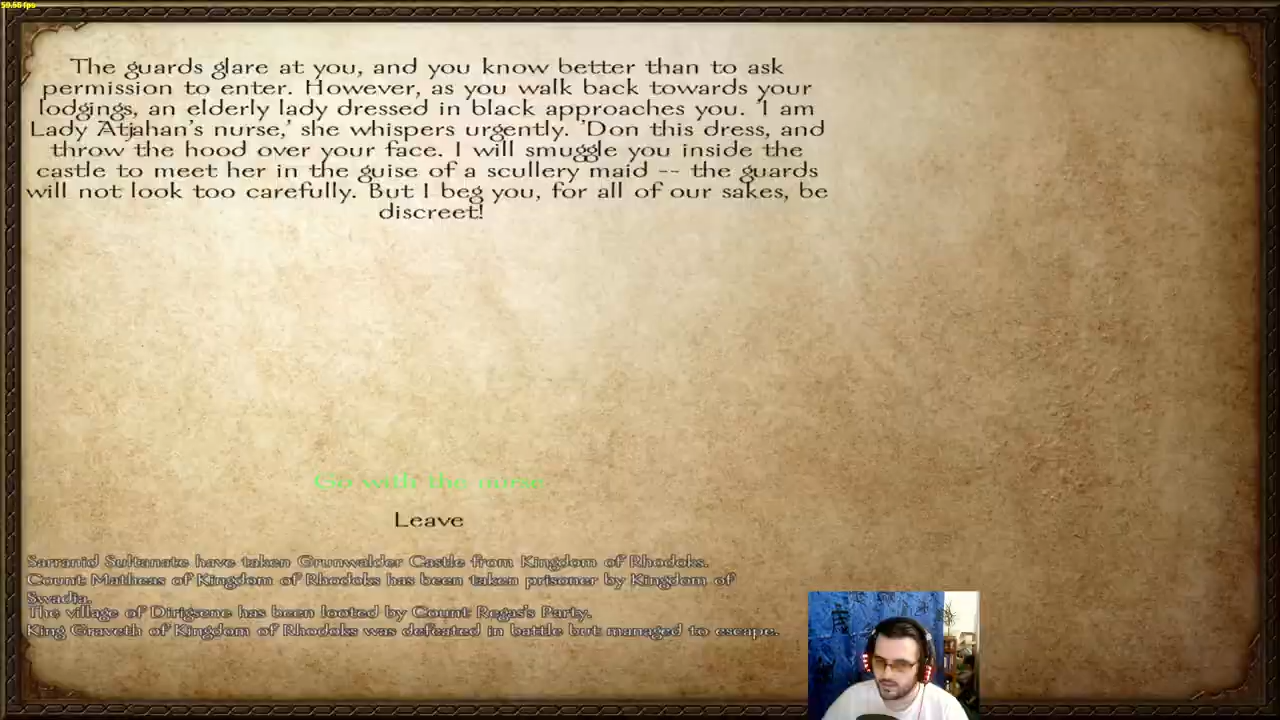 59.56 fps
The guards glare at you, and you know better than to ask
permission to enter. However, as you walk back towards your
lodgings, an elderly lady dressed in black approaches you. 'I am
Lady Atjahan's nurse,' she whispers urgently. 'Don this dress, and
throw the hood over your face. I will smuggle you inside the
castle to meet her in the guise of a scullery maid -- the guards
will not look too carefully. But I beg you, for all of our sakes, be
discreet!
Go with the nurse
Leave
Sarranid Sultanate have taken Grunwalder Castle from Kingdom of Rhodoks.
Count Matheas of Kingdom of Rhodoks has been taken prisoner by Kingdom of
Swadia.
The village of Dirigsene has been looted by Count Regas's Party.
King Graveth of Kingdom of Rhodoks was defeated in battle but managed to escape.